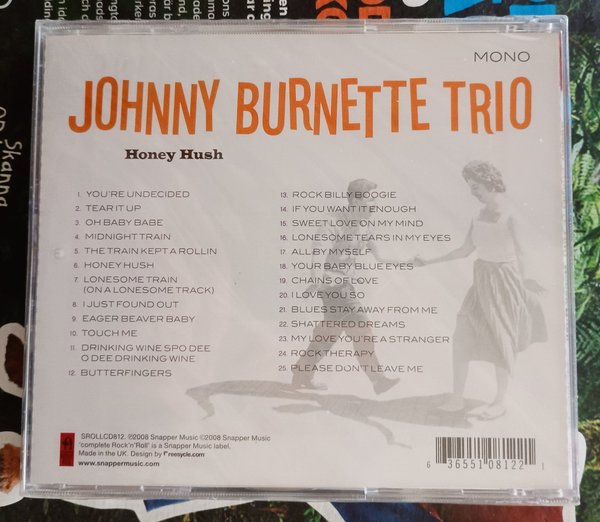 MONO
JOHNNY BURNETTE TRIO
Honey Hush
1. YOU'RE UNDECIDED
2. TEAR IT UP
3. OH BABY BABE
4. MIDNIGHT TRAIN
5. THE TRAIN KEPT A ROLLIN
6. HONEY HUSH
7. LONESOME TRAIN
(ON A LONESOME TRACK)
8. I JUST FOUND OUT
9. EAGER BEAVER BABY
10. TOUCH ME
11. DRINKING WINE SPO DEE
O DEE DRINKING WINE
12. BUTTERFINGERS
13. ROCK BILLY BOOGIE
14. IF YOU WANT IT ENOUGH
15. SWEET LOVE ON MY MIND
16. LONESOME TEARS IN MY EYES
17. ALL BY MYSELF
18. YOUR BABY BLUE EYES
19. CHAINS OF LOVE
20. I LOVE YOU SO
21. BLUES STAY AWAY FROM ME
22. SHATTERED DREAMS
23. MY LOVE YOU'RE A STRANGER
24. ROCK THERAPY
25. PLEASE DON'T LEAVE ME
SROLLCD812. ℗2008 Snapper Music ©2008 Snapper Music
'complete Rock'n'Roll' is a Snapper Music label.
Made in the UK. Design by Freesycle.com
www.snappermusic.com
6 36551 08122 1